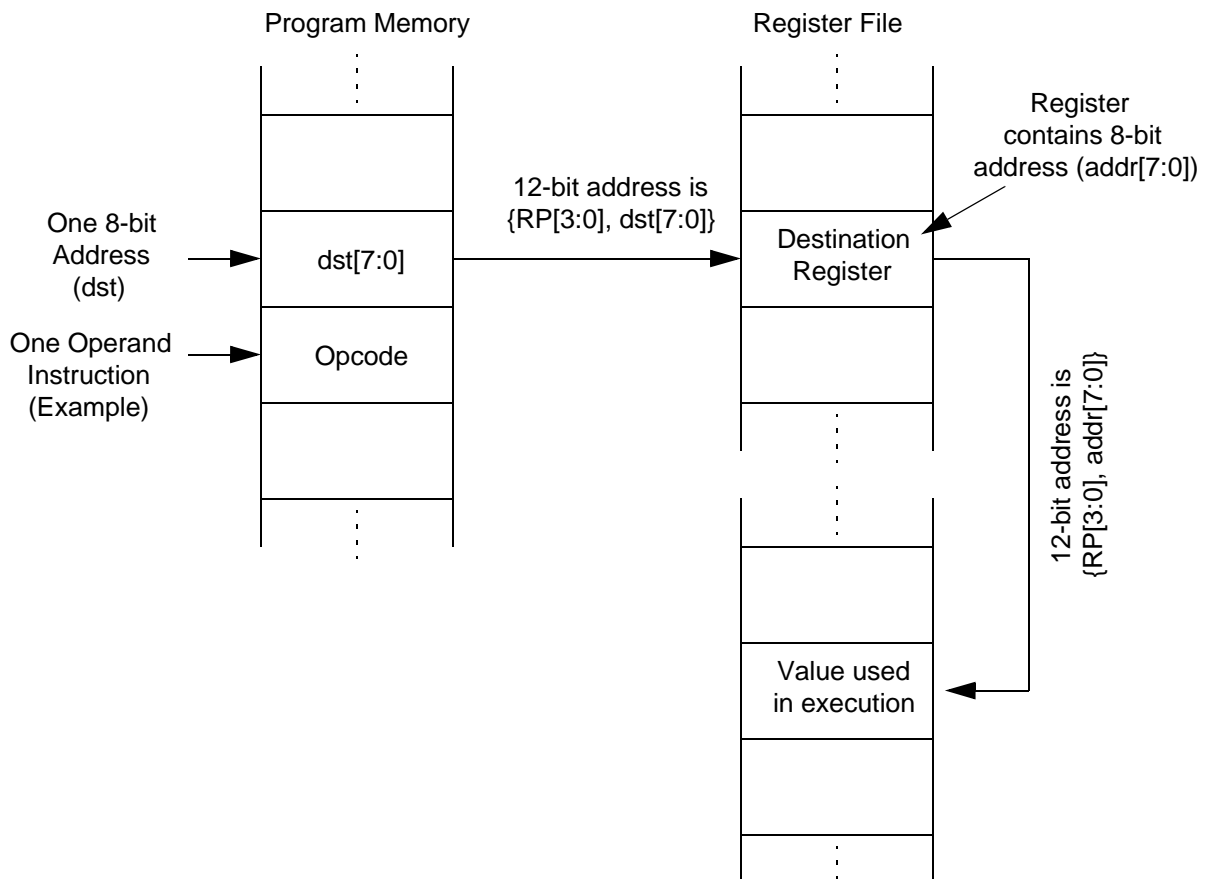 Program Memory
Register File
Register
contains 8-bit
address (addr[7:0])
12-bit address is
{RP[3:0], dst[7:0]}
One 8-bit
Address
(dst)
dst[7:0]
Destination
Register
One Operand
Instruction
(Example)
Opcode
12-bit address is
{RP[3:0], addr[7:0]}
Value used
in execution